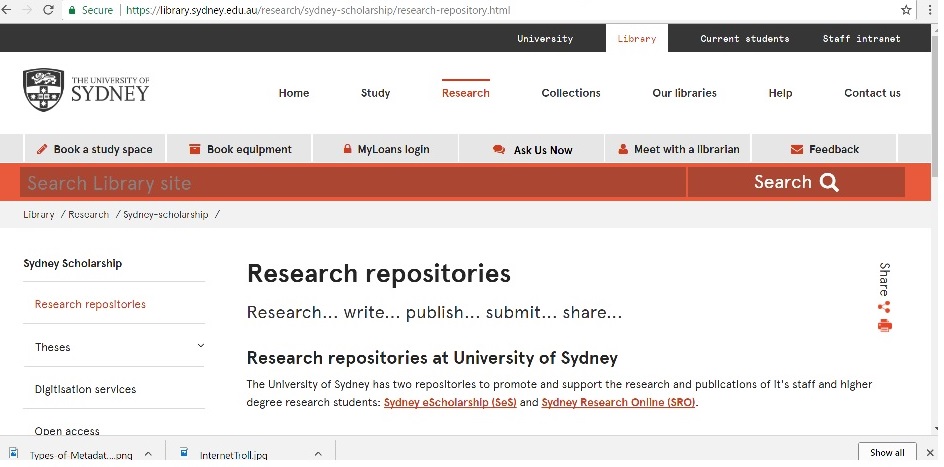 Secure https://library.sydney.edu.au/research/sydney-scholarship/research-repository.html
University Library Current students Staff intranet
THE UNIVERSITY OF
SYDNEY
Home Study Research Collections Our libraries Help Contact us
Book a study space Book equipment MyLoans login Ask Us Now Meet with a librarian Feedback
Search Library site Search
Library / Research / Sydney-scholarship /
Sydney Scholarship
Research repositories
Theses
Digitisation services
Open access
Research repositories
Share
Research... write... publish... submit... share...
Research repositories at University of Sydney
The University of Sydney has two repositories to promote and support the research and publications of it's staff and higher
degree research students: Sydney eScholarship (SeS) and Sydney Research Online (SRO).
Types-of-Metadat....png InternetTroll.jpg Show all